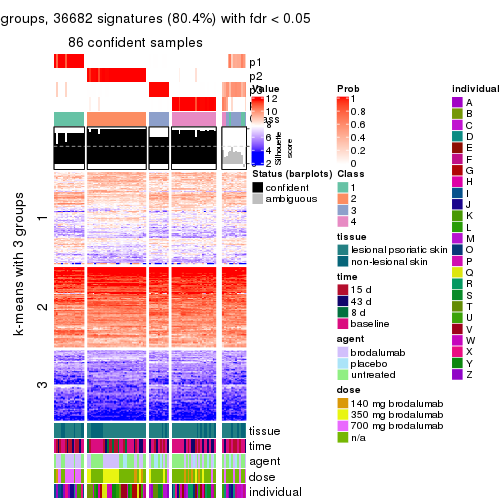 groups, 36682 signatures (80.4%) with fdr < 0.05
86 confident samples
p1
p2
Value
12
10
8
6
4
2
Silhouette
score
Status (barplots)
confident
ambiguous
Prob
1
0.8
0.6
0.4
0.2
0
Class
1
2
3
4
tissue
lesional psoriatic skin
non-lesional skin
time
15 d
43 d
8 d
baseline
agent
brodalumab
placebo
untreated
dose
140 mg brodalumab
350 mg brodalumab
700 mg brodalumab
n/a
individual
A
B
C
D
E
F
G
H
I
J
K
L
M
O
P
Q
R
S
T
U
V
W
X
Y
Z
k-means with 3 groups
1
2
3
tissue
time
agent
dose
individual